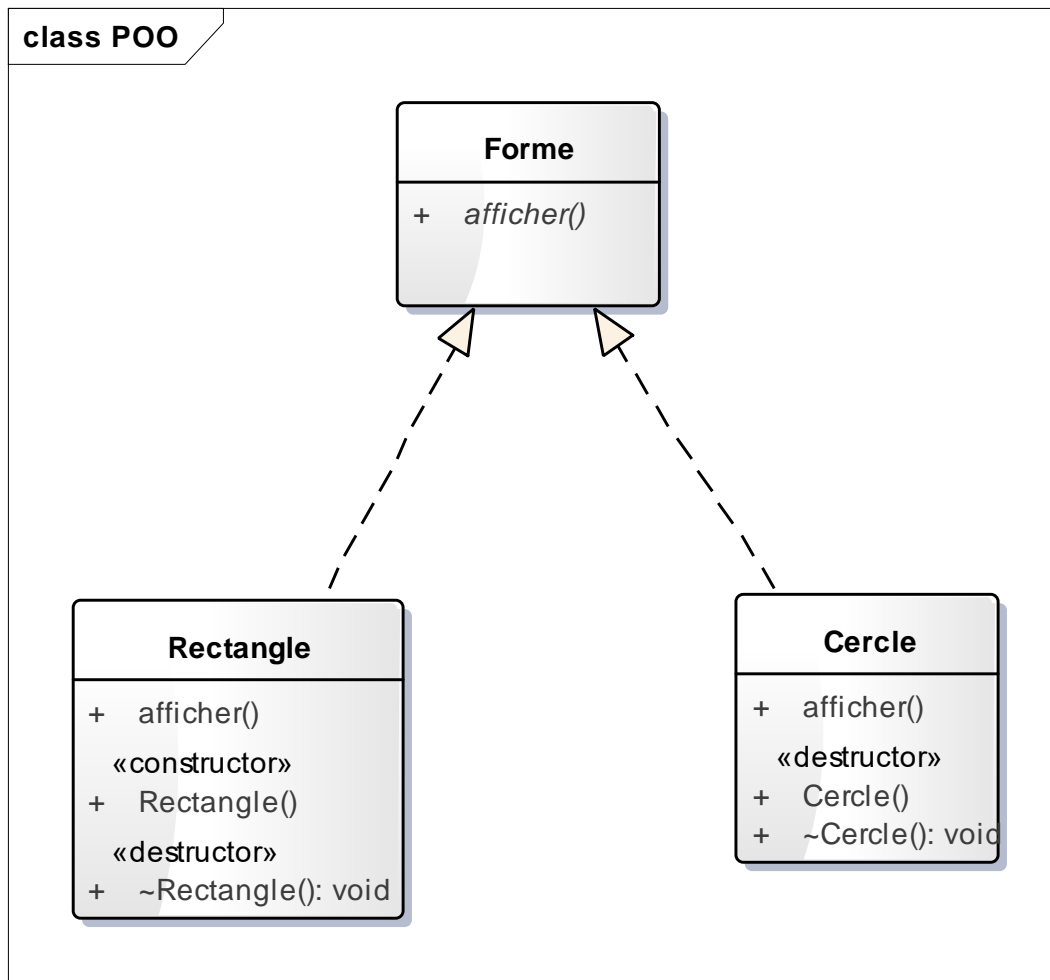 class POO
Forme
+ afficher()
Rectangle
+ afficher()
«constructor»
+ Rectangle()
«destructor»
+ ~Rectangle(): void
Cercle
+ afficher()
«destructor»
+ Cercle()
+ ~Cercle(): void